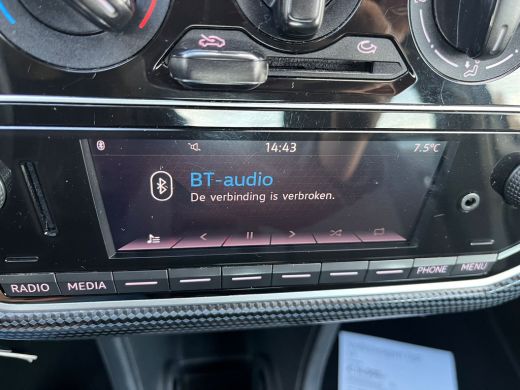 14:43
7.5°C
BT-audio
De verbinding is verbroken.
RADIO MEDIA PHONE MENU